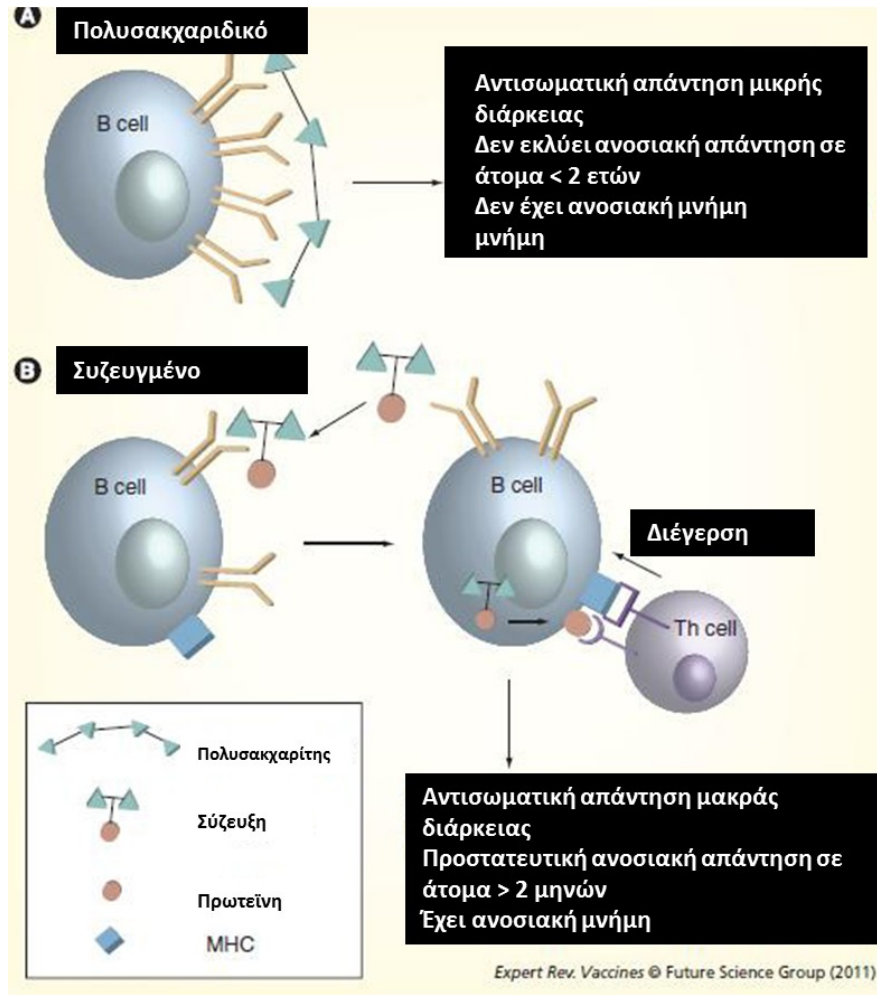 A
Πολυσακχαριδικό
B cell
Αντισωματική απάντηση μικρής
διάρκειας
Δεν εκλύει ανοσιακή απάντηση σε
άτομα < 2 ετών
Δεν έχει ανοσιακή μνήμη
μνήμη
B
Συζευγμένο
B cell
B cell
Διέγερση
Th cell
Πολυσακχαρίτης
Σύζευξη
Πρωτεϊνη
MHC
Αντισωματική απάντηση μακράς
διάρκειας
Προστατευτική ανοσιακή απάντηση σε
άτομα > 2 μηνών
Έχει ανοσιακή μνήμη
Expert Rev. Vaccines © Future Science Group (2011)